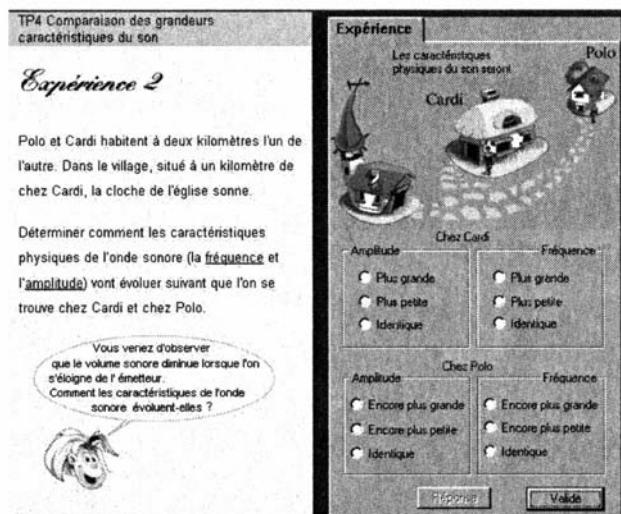 TP4 Comparaison des grandeurs
caractéristiques du son
Expérience 2
Polo et Cardi habitent à deux kilomètres l'un de
l'autre. Dans le village, situé à un kilomètre de
chez Cardi, la cloche de l'église sonne.
Déterminer comment les caractéristiques
physiques de l'onde sonore (la fréquence et
l'amplitude) vont évoluer suivant que l'on se
trouve chez Cardi et chez Polo.
Vous venez d'observer
que le volume sonore diminue lorsque l'on
s'éloigne de l' émetteur.
Comment les caractéristiques de l'onde
sonore évoluent-elles ?
Expérience
Les caractéristiques
physiques du son seront
Polo
Cardi
Chez Cardi
Amplitude
Plus grande
Plus petite
Identique
Fréquence
Plus grande
Plus petite
Identique
Chez Polo
Amplitude
Encore plus grande
Encore plus petite
Identique
Fréquence
Encore plus grande
Encore plus petite
Identique
Réponse
Valide